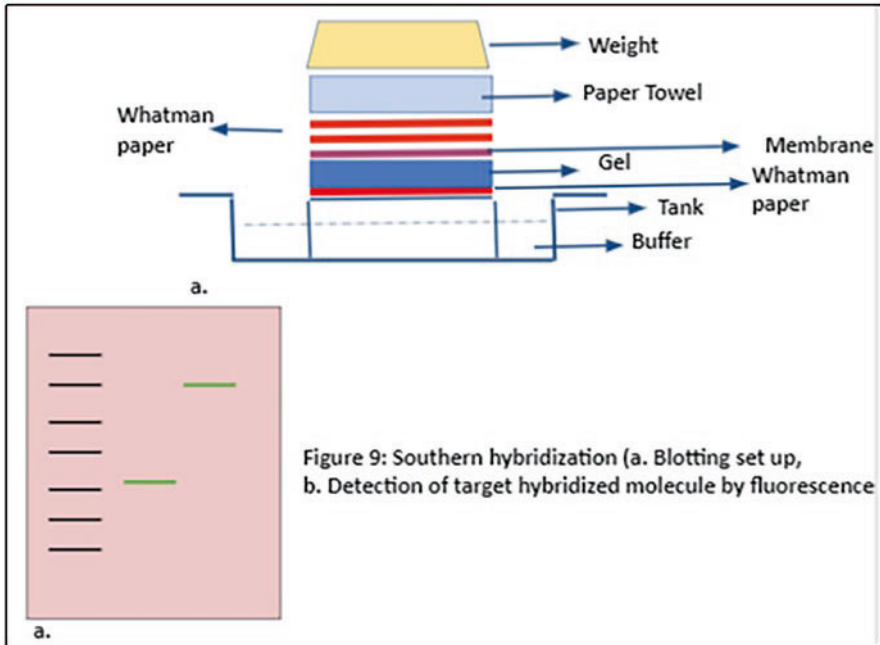 Weight
Paper Towel
Whatman
paper
Membrane
Gel
Whatman
paper
Tank
Buffer
a.
Figure 9: Southern hybridization (a. Blotting set up,
b. Detection of target hybridized molecule by fluorescence
a.